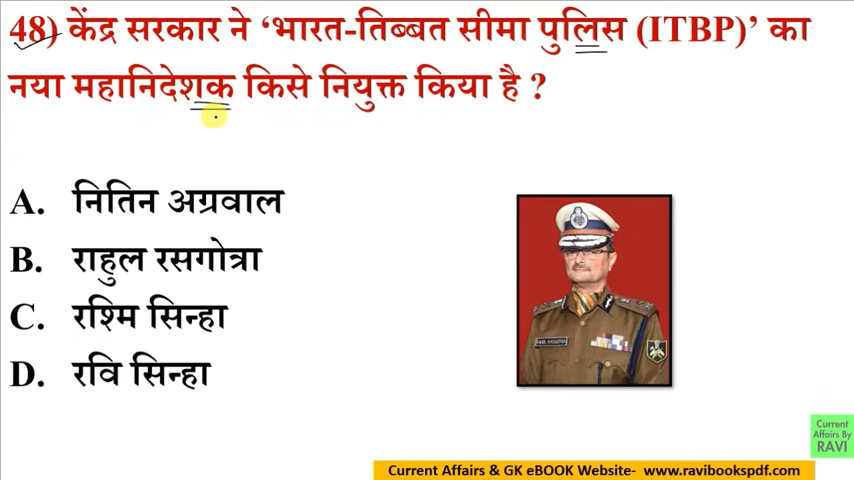 48) केंद्र सरकार ने ‘भारत-तिब्बत सीमा पुलिस (ITBP)’ का
नया महानिदेशक किसे नियुक्त किया है ?
A. नितिन अग्रवाल
B. राहुल रसगोत्रा
C. रश्मि सिन्हा
D. रवि सिन्हा
Current
Affairs By
RAVI
Current Affairs & GK eBOOK Website- www.ravibookspdf.com